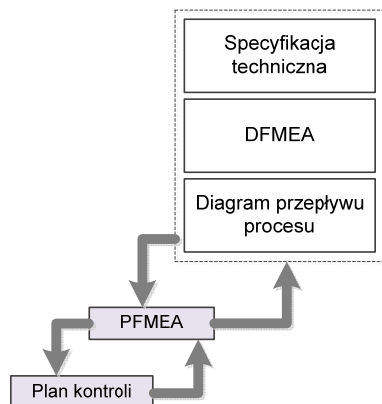 Specyfikacja
techniczna
DFMEA
Diagram przepływu
procesu
PFMEA
Plan kontroli